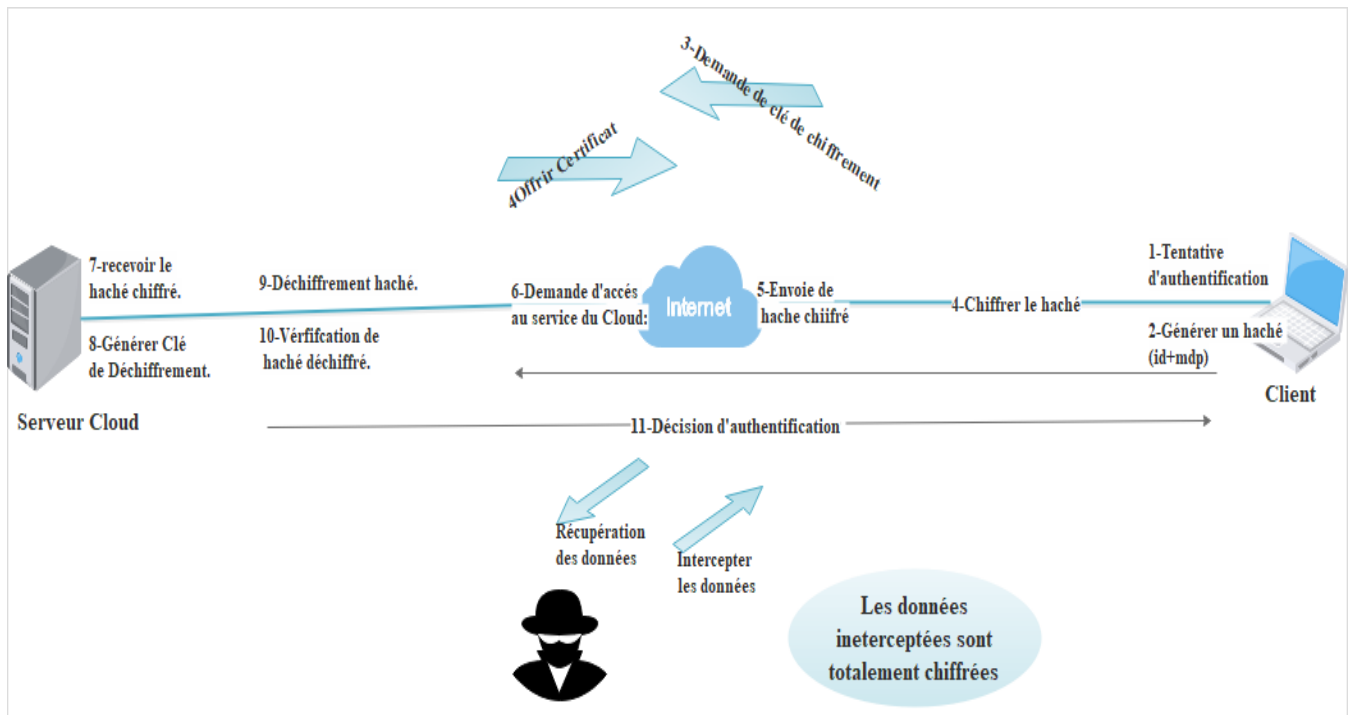 3-Demande de clé de chiffrement
4Offrir Certificat
7-recevoir le
haché chiffré.
9-Déchiffrement haché.
6-Demande d'accés
au service du Cloud:
Internet
5-Envoie de
hache chiifré
4-Chiffrer le haché
1-Tentative
d'authentification
8-Générer Clé
de Déchiffrement.
10-Vérfifcation de
haché déchiffré.
2-Générer un haché
(id+mdp)
Client
Serveur Cloud
11-Décision d'authentification
Récupération
des données
Intercepter
les données
Les données
ineterceptées sont
totalement chiffrées